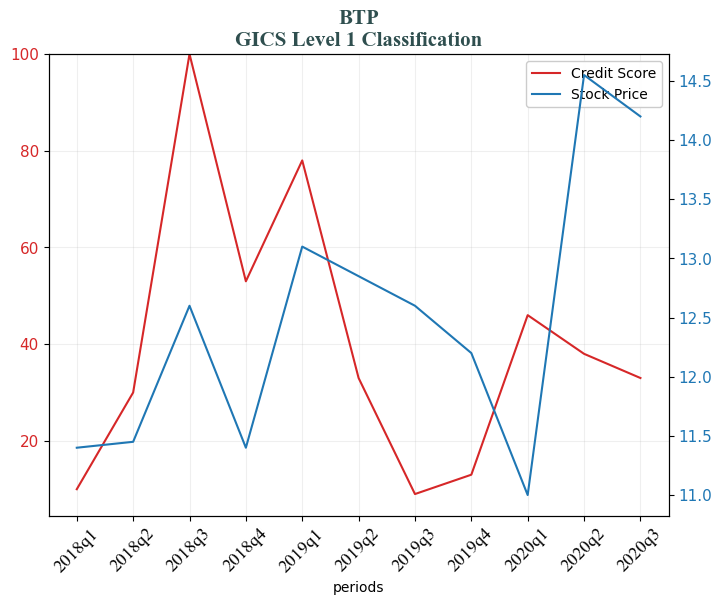 BTP
GICS Level 1 Classification
Credit Score
Stock Price
100
80
60
40
20
14.5
14.0
13.5
13.0
12.5
12.0
11.5
11.0
2018q1
2018q2
2018q3
2018q4
2019q1
2019q2
2019q3
2019q4
2020q1
2020q2
2020q3
periods